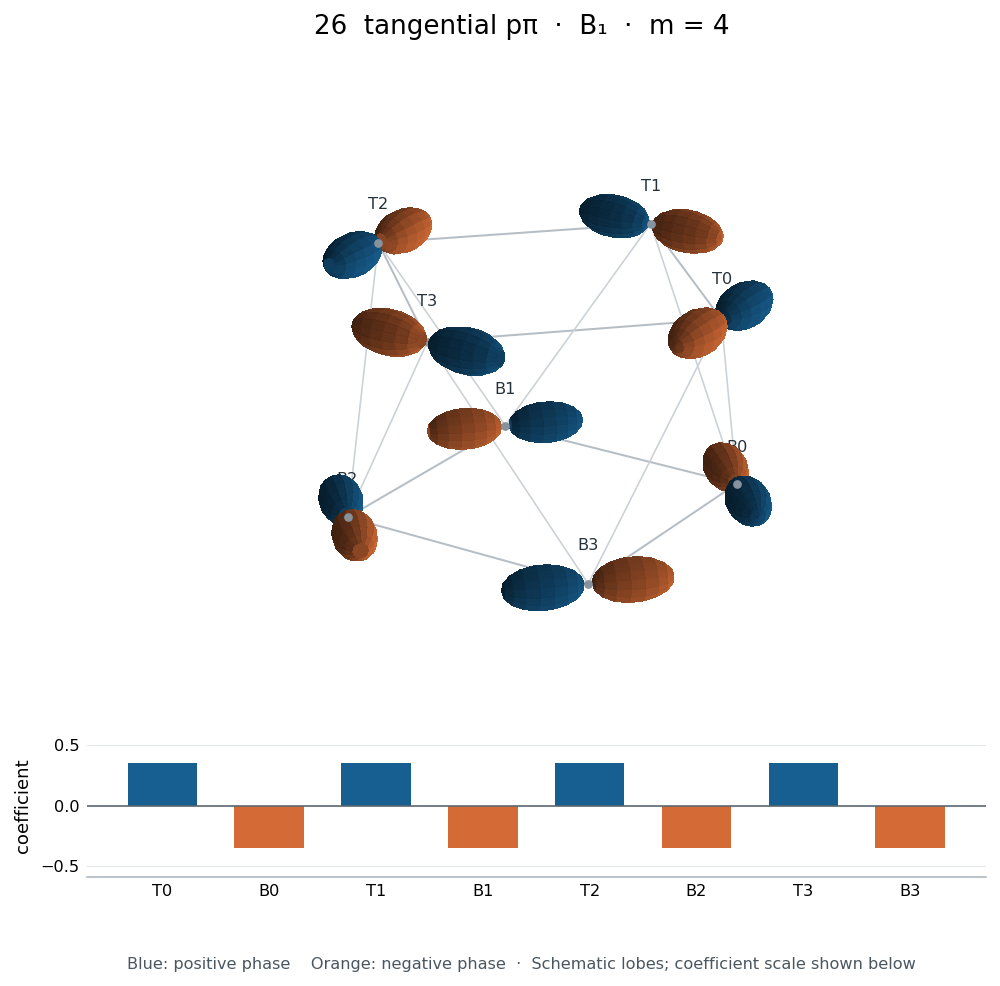 26 tangential pπ · B₁ · m = 4
T1
T2
T0
T3
B1
B0
B2
B3
coefficient
0.5
0.0
−0.5
T0 B0 T1 B1 T2 B2 T3 B3
Blue: positive phase Orange: negative phase · Schematic lobes; coefficient scale shown below